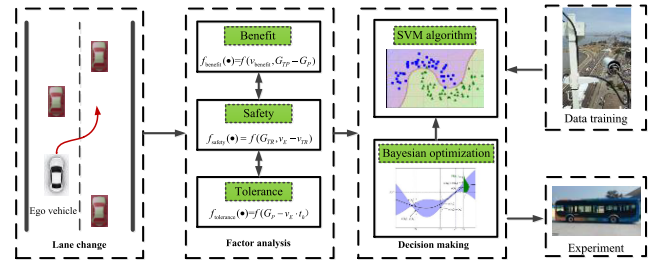 Ego vehicle
Lane change
Benefit
f_benefit(•)=f(v_benefit, G_TP − G_P)
Safety
f_safety(•) = f(G_TR, v_E − v_TR)
Tolerance
f_tolerance(•)=f(G_P − v_E · t_E)
Factor analysis
SVM algorithm
Bayesian optimization
Decision making
Data training
Experiment